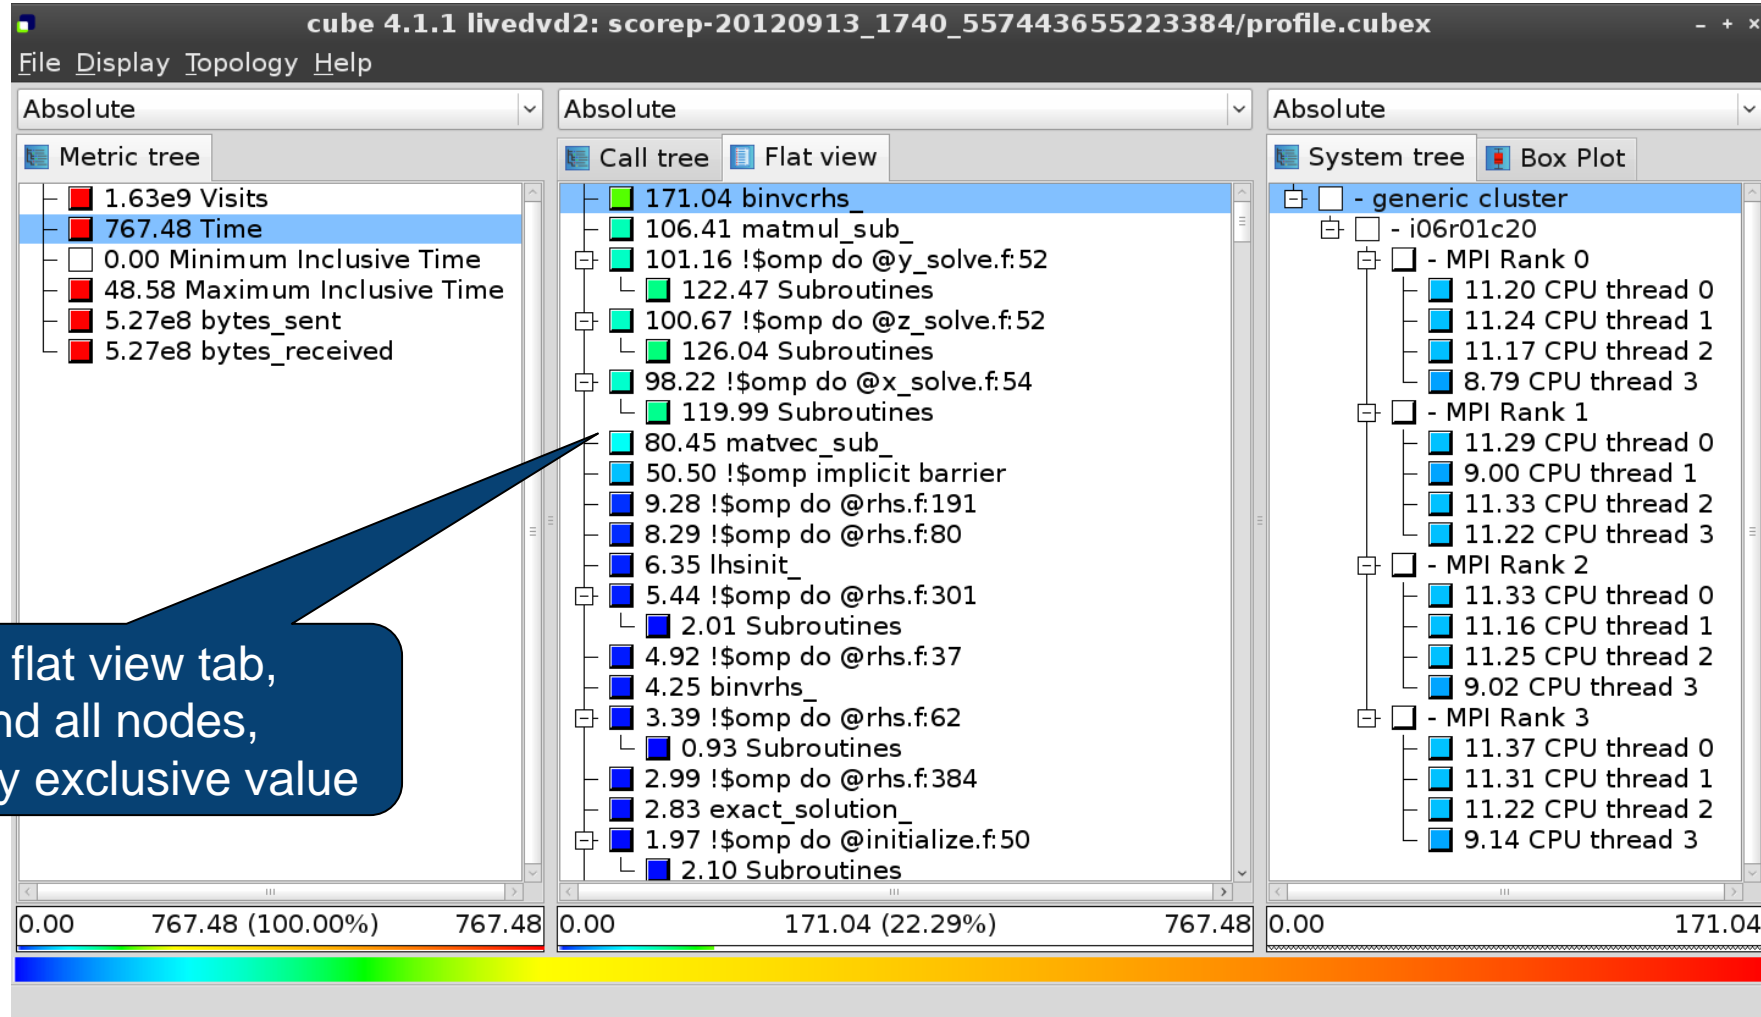 cube 4.1.1 livedvd2: scorep-20120913_1740_557443655223384/profile.cubex
File Display Topology Help
Absolute
Metric tree
1.63e9 Visits
767.48 Time
0.00 Minimum Inclusive Time
48.58 Maximum Inclusive Time
5.27e8 bytes_sent
5.27e8 bytes_received
flat view tab,
nd all nodes,
y exclusive value
0.00 767.48 (100.00%) 767.48
Absolute
Call tree Flat view
171.04 binvcrhs_
106.41 matmul_sub_
101.16 !$omp do @y_solve.f:52
122.47 Subroutines
100.67 !$omp do @z_solve.f:52
126.04 Subroutines
98.22 !$omp do @x_solve.f:54
119.99 Subroutines
80.45 matvec_sub_
50.50 !$omp implicit barrier
9.28 !$omp do @rhs.f:191
8.29 !$omp do @rhs.f:80
6.35 lhsinit_
5.44 !$omp do @rhs.f:301
2.01 Subroutines
4.92 !$omp do @rhs.f:37
4.25 binvrhs_
3.39 !$omp do @rhs.f:62
0.93 Subroutines
2.99 !$omp do @rhs.f:384
2.83 exact_solution_
1.97 !$omp do @initialize.f:50
2.10 Subroutines
0.00 171.04 (22.29%) 767.48
Absolute
System tree Box Plot
- generic cluster
- i06r01c20
- MPI Rank 0
11.20 CPU thread 0
11.24 CPU thread 1
11.17 CPU thread 2
8.79 CPU thread 3
- MPI Rank 1
11.29 CPU thread 0
9.00 CPU thread 1
11.33 CPU thread 2
11.22 CPU thread 3
- MPI Rank 2
11.33 CPU thread 0
11.16 CPU thread 1
11.25 CPU thread 2
9.02 CPU thread 3
- MPI Rank 3
11.37 CPU thread 0
11.31 CPU thread 1
11.22 CPU thread 2
9.14 CPU thread 3
0.00 171.04